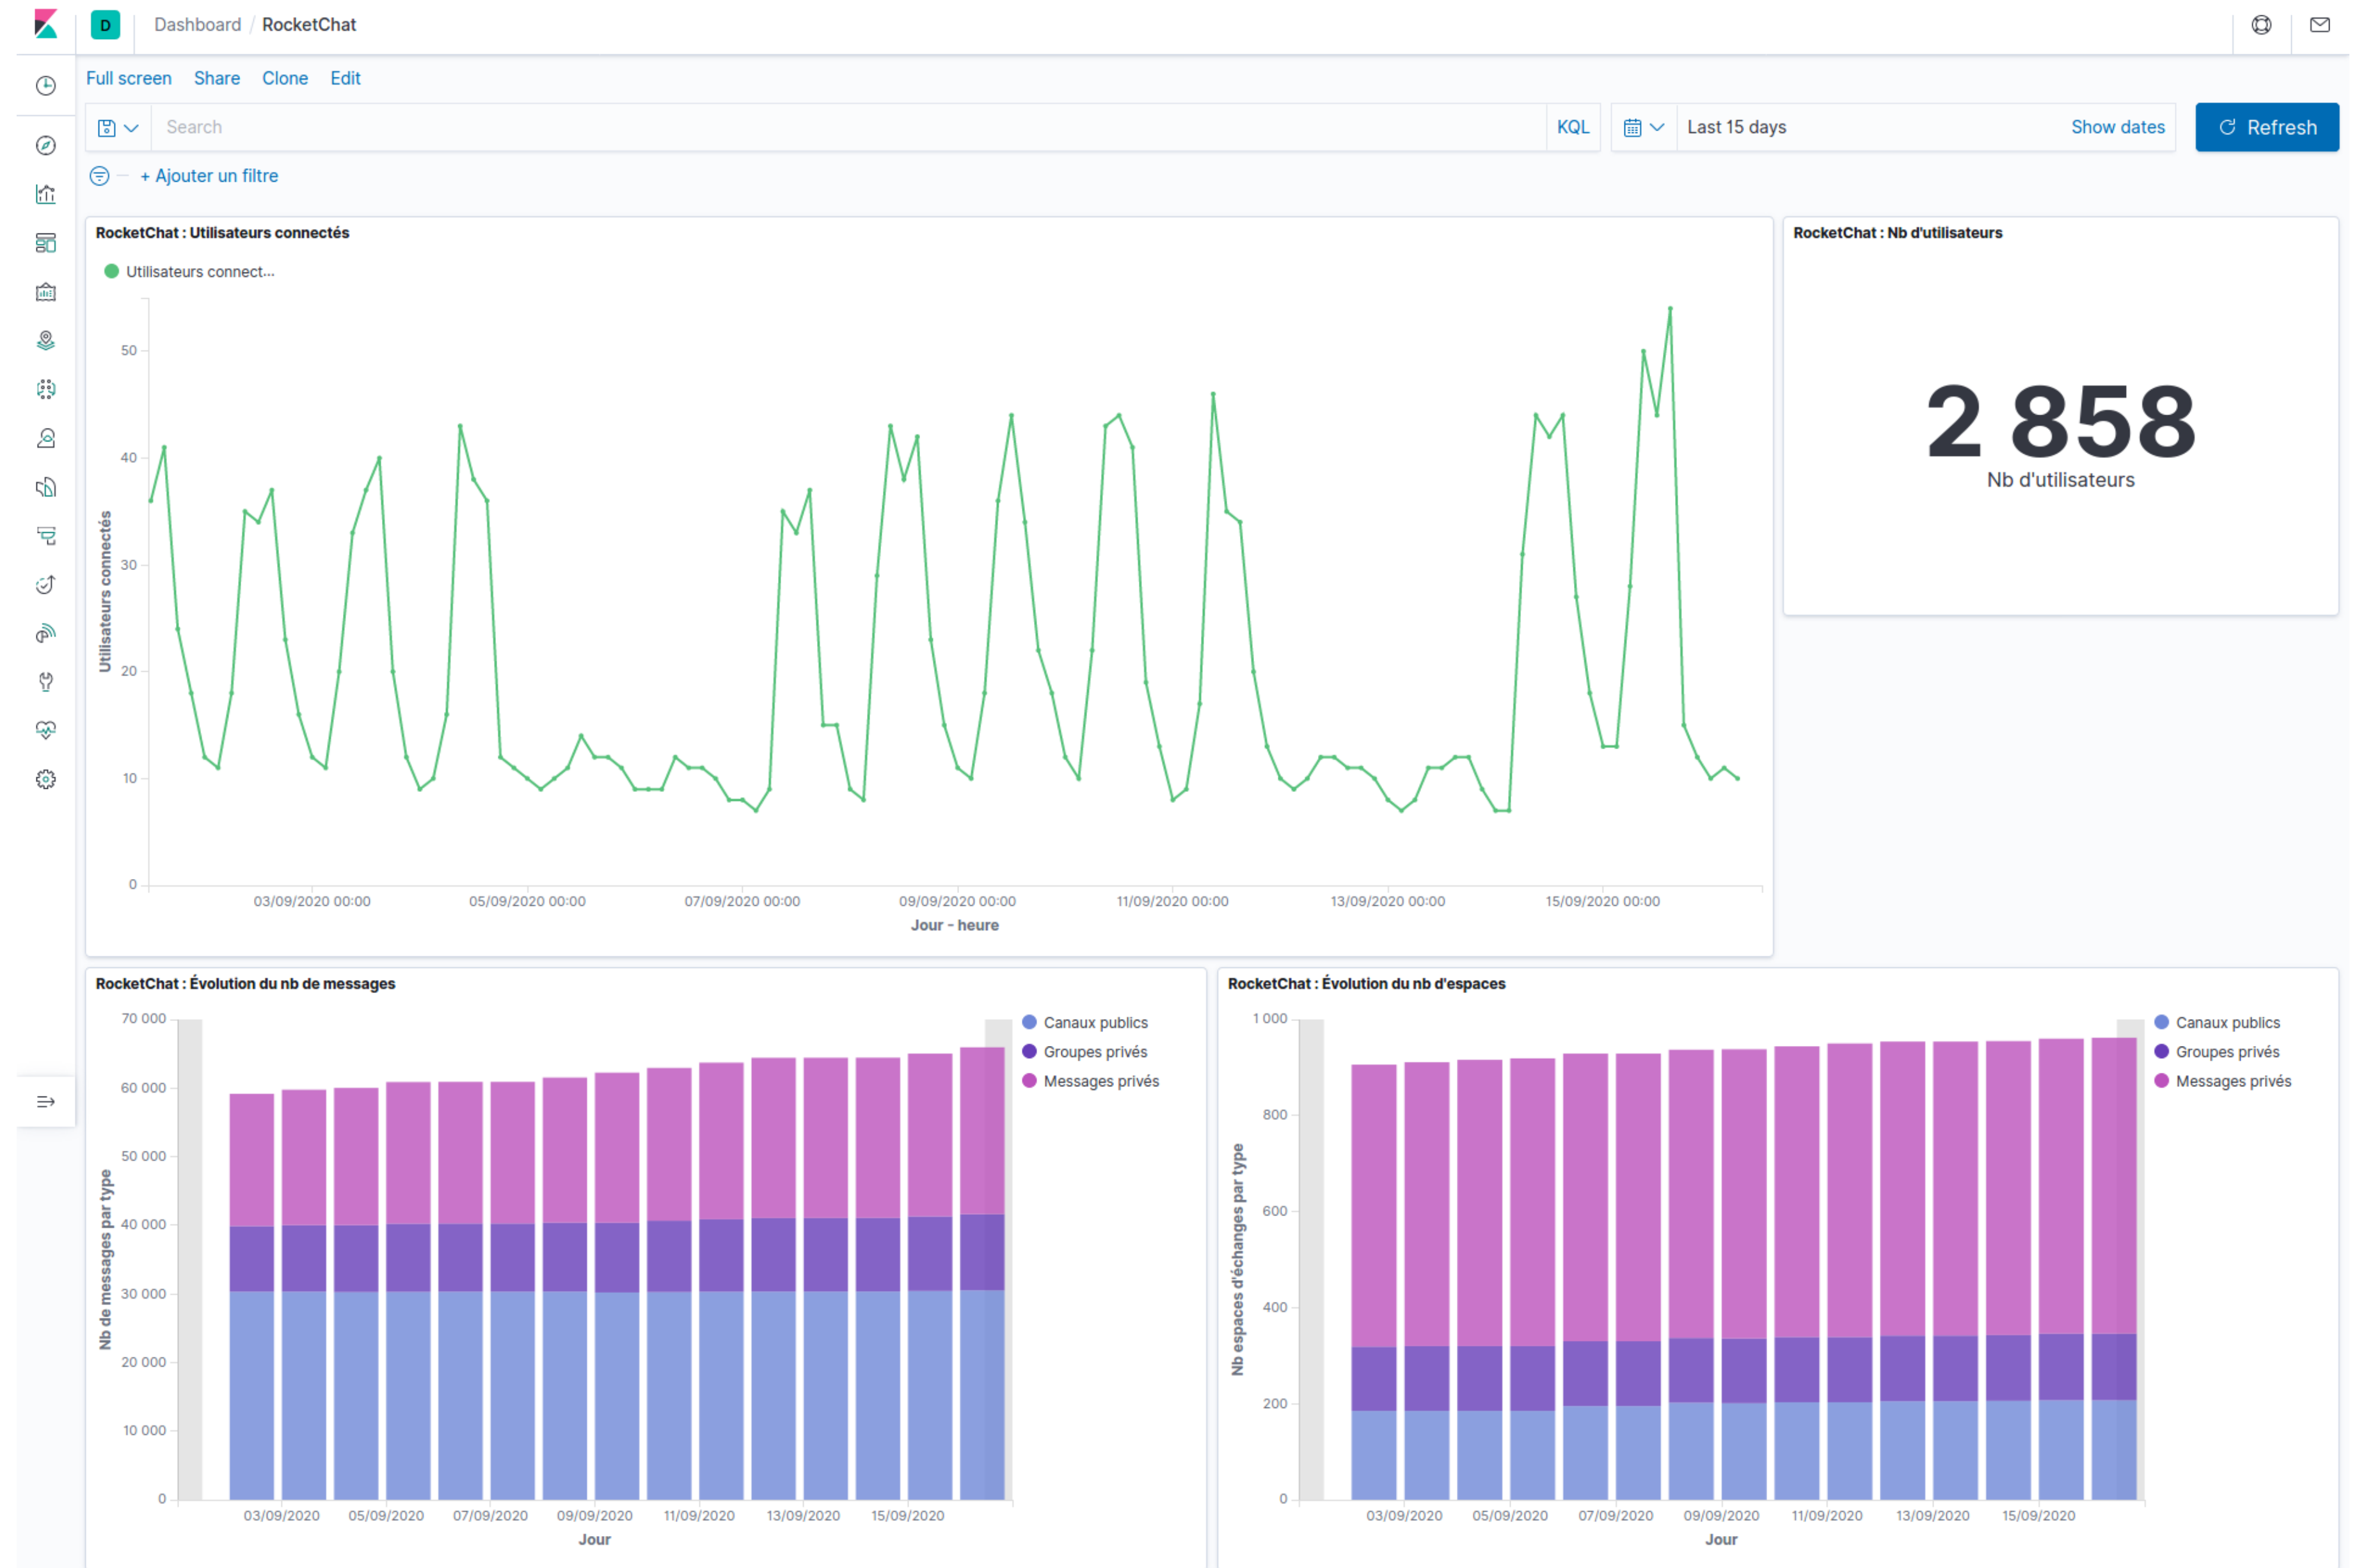 D Dashboard / RocketChat
Full screen Share Clone Edit
Search KQL Last 15 days Show dates Refresh
+ Ajouter un filtre
RocketChat : Utilisateurs connectés
Utilisateurs connect...
50
40
30
20
10
0
Utilisateurs connectés
03/09/2020 00:00 05/09/2020 00:00 07/09/2020 00:00 09/09/2020 00:00 11/09/2020 00:00 13/09/2020 00:00 15/09/2020 00:00
Jour - heure
RocketChat : Nb d'utilisateurs
2 858
Nb d'utilisateurs
RocketChat : Évolution du nb de messages
70 000
60 000
50 000
40 000
30 000
20 000
10 000
0
Nb de messages par type
03/09/2020 05/09/2020 07/09/2020 09/09/2020 11/09/2020 13/09/2020 15/09/2020
Jour
Canaux publics
Groupes privés
Messages privés
RocketChat : Évolution du nb d'espaces
1 000
800
600
400
200
0
Nb espaces d'échanges par type
03/09/2020 05/09/2020 07/09/2020 09/09/2020 11/09/2020 13/09/2020 15/09/2020
Jour
Canaux publics
Groupes privés
Messages privés